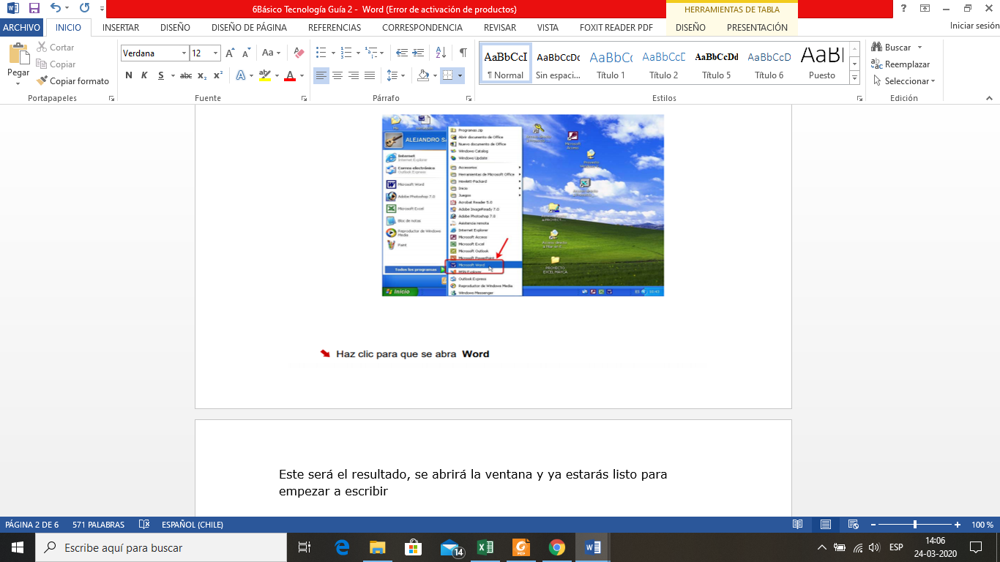 6Básico Tecnología Guía 2 - Word (Error de activación de productos)
HERRAMIENTAS DE TABLA
ARCHIVO INICIO INSERTAR DISEÑO DISEÑO DE PÁGINA REFERENCIAS CORRESPONDENCIA REVISAR VISTA FOXIT READER PDF DISEÑO PRESENTACIÓN Iniciar sesión
Pegar
Cortar
Copiar
Copiar formato
Portapapeles
Verdana 12
N K S abc x₂ x²
Fuente
Párrafo
AaBbCcI AaBbCcDc AaBbCc AaBbCcD AaBbCcDd AaBbCcD AaBl
¶ Normal Sin espaci... Título 1 Título 2 Título 5 Título 6 Puesto
Estilos
Buscar
Reemplazar
Seleccionar
Edición
ALEJANDRO SA
Internet
Internet Explorer
Correo electrónico
Outlook Express
Microsoft Word
Adobe Photoshop 7.0
Microsoft Excel
Bloc de notas
Reproductor de Windows
Media
Paint
Todos los programas
Inicio
Programas.zip
Abrir documento de Office
Nuevo documento de Office
Windows Catalog
Windows Update
Accesorios
Herramientas de Microsoft Office
Hewlett-Packard
Inicio
Juegos
Acrobat Reader 5.0
Adobe ImageReady 7.0
Adobe Photoshop 7.0
Asistencia remota
Internet Explorer
Microsoft Access
Microsoft Excel
Microsoft Outlook
Microsoft PowerPoint
Microsoft Word
MSN Explorer
Outlook Express
Reproductor de Windows Media
Windows Messenger
Microsoft
Access
Haz clic para que se abra Word
Este será el resultado, se abrirá la ventana y ya estarás listo para
empezar a escribir
PÁGINA 2 DE 6 571 PALABRAS ESPAÑOL (CHILE) 100 %
Escribe aquí para buscar
14
ESP
14:06
24-03-2020